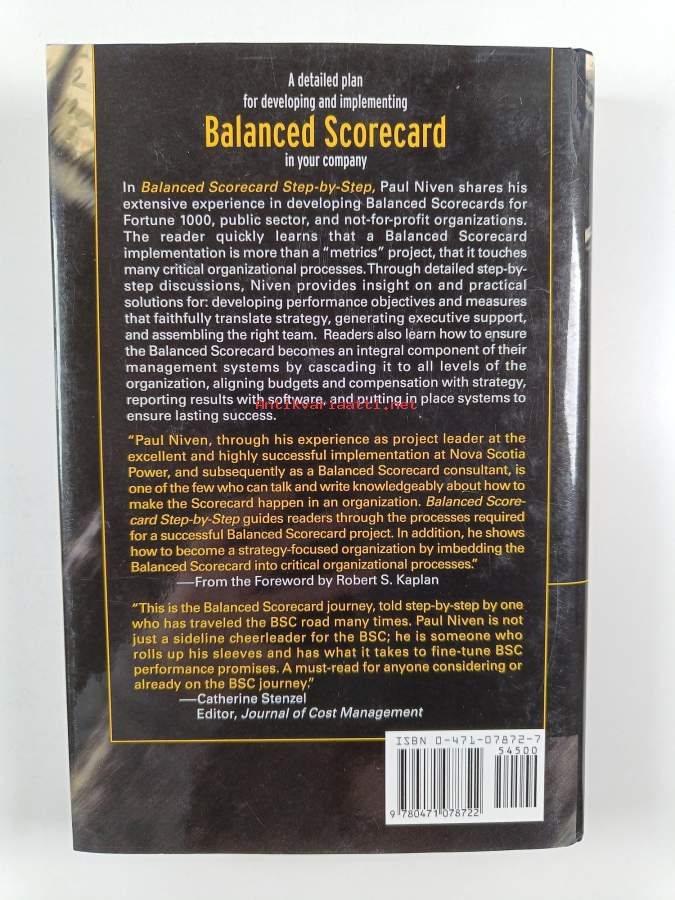 A detailed plan
for developing and implementing
Balanced Scorecard
in your company
In Balanced Scorecard Step-by-Step, Paul Niven shares his
extensive experience in developing Balanced Scorecards for
Fortune 1000, public sector, and not-for-profit organizations.
The reader quickly learns that a Balanced Scorecard
implementation is more than a "metrics" project, that it touches
many critical organizational processes. Through detailed step-by-
step discussions, Niven provides insight on and practical
solutions for: developing performance objectives and measures
that faithfully translate strategy, generating executive support,
and assembling the right team. Readers also learn how to ensure
the Balanced Scorecard becomes an integral component of their
management systems by cascading it to all levels of the
organization, aligning budgets and compensation with strategy,
reporting results with software, and putting in place systems to
ensure lasting success.
Antikvariaatti.net
"Paul Niven, through his experience as project leader at the
excellent and highly successful implementation at Nova Scotia
Power, and subsequently as a Balanced Scorecard consultant, is
one of the few who can talk and write knowledgeably about how to
make the Scorecard happen in an organization. Balanced Score-
card Step-by-Step guides readers through the processes required
for a successful Balanced Scorecard project. In addition, he shows
how to become a strategy-focused organization by imbedding the
Balanced Scorecard into critical organizational processes."
—From the Foreword by Robert S. Kaplan
"This is the Balanced Scorecard journey, told step-by-step by one
who has traveled the BSC road many times. Paul Niven is not
just a sideline cheerleader for the BSC; he is someone who
rolls up his sleeves and has what it takes to fine-tune BSC
performance promises. A must-read for anyone considering or
already on the BSC journey."
—Catherine Stenzel
Editor, Journal of Cost Management
ISBN 0-471-07872-7
54500
9 780471 078722